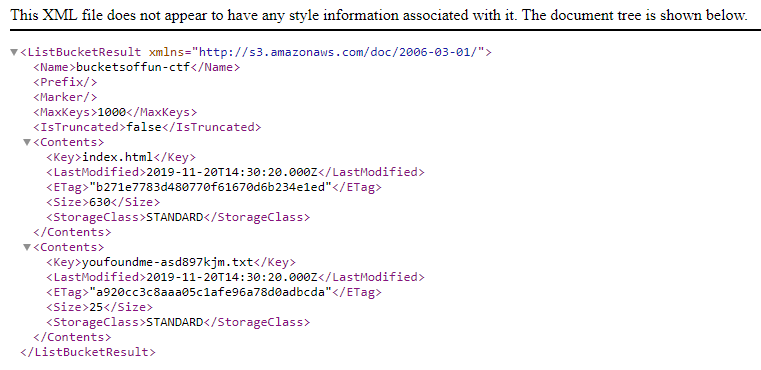 This XML file does not appear to have any style information associated with it. The document tree is shown below.
▼<ListBucketResult xmlns="http://s3.amazonaws.com/doc/2006-03-01/">
<Name>bucketsoffun-ctf</Name>
<Prefix/>
<Marker/>
<MaxKeys>1000</MaxKeys>
<IsTruncated>false</IsTruncated>
▼<Contents>
<Key>index.html</Key>
<LastModified>2019-11-20T14:30:20.000Z</LastModified>
<ETag>"b271e7783d480770f61670d6b234e1ed"</ETag>
<Size>630</Size>
<StorageClass>STANDARD</StorageClass>
</Contents>
▼<Contents>
<Key>youfoundme-asd897kjm.txt</Key>
<LastModified>2019-11-20T14:30:20.000Z</LastModified>
<ETag>"a920cc3c8aaa05c1afe96a78d0adbcda"</ETag>
<Size>25</Size>
<StorageClass>STANDARD</StorageClass>
</Contents>
</ListBucketResult>